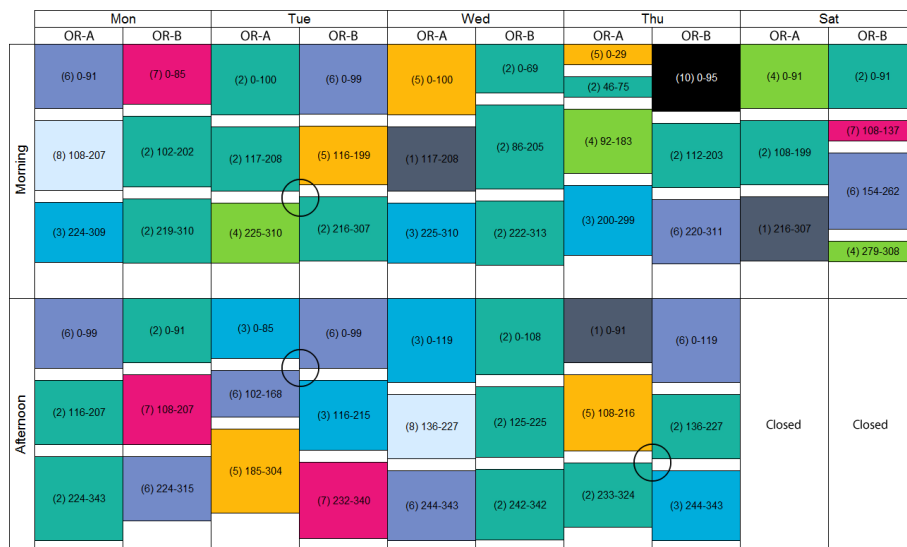 Mon Tue Wed Thu Sat
OR-A OR-B OR-A OR-B OR-A OR-B OR-A OR-B OR-A OR-B
Morning
(6) 0-91 (7) 0-85 (2) 0-100 (6) 0-99 (5) 0-100 (2) 0-69 (5) 0-29 (10) 0-95 (4) 0-91 (2) 0-91
(2) 46-75
(8) 108-207 (2) 102-202 (2) 117-208 (5) 116-199 (1) 117-208 (2) 86-205 (4) 92-183 (2) 112-203 (2) 108-199 (7) 108-137
(6) 154-262
(3) 224-309 (2) 219-310 (4) 225-310 (2) 216-307 (3) 225-310 (2) 222-313 (3) 200-299 (6) 220-311 (1) 216-307 (4) 279-308
Afternoon
(6) 0-99 (2) 0-91 (3) 0-85 (6) 0-99 (3) 0-119 (2) 0-108 (1) 0-91 (6) 0-119
(2) 116-207 (7) 108-207 (6) 102-168 (3) 116-215 (8) 136-227 (2) 125-225 (5) 108-216 (2) 136-227 Closed Closed
(2) 224-343 (6) 224-315 (5) 185-304 (7) 232-340 (6) 244-343 (2) 242-342 (2) 233-324 (3) 244-343